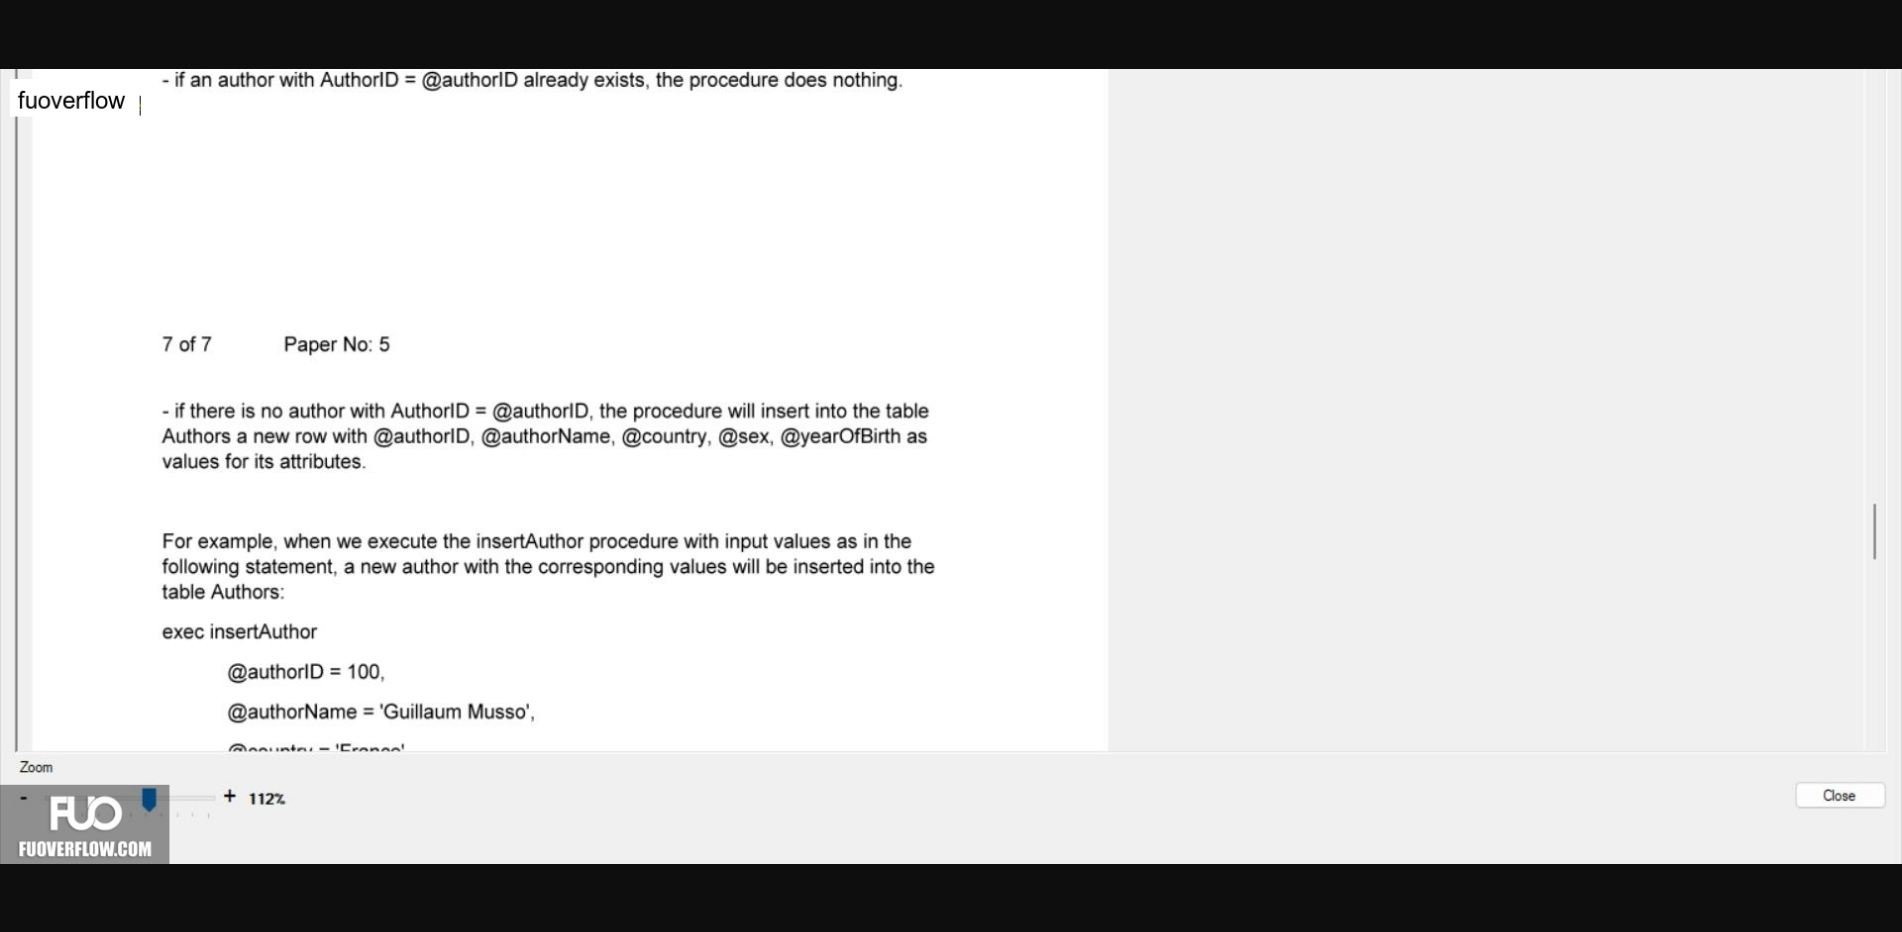 - if an author with AuthorID = @authorID already exists, the procedure does nothing.
fuoverflow
7 of 7 Paper No: 5
- if there is no author with AuthorID = @authorID, the procedure will insert into the table
Authors a new row with @authorID, @authorName, @country, @sex, @yearOfBirth as
values for its attributes.
For example, when we execute the insertAuthor procedure with input values as in the
following statement, a new author with the corresponding values will be inserted into the
table Authors:
exec insertAuthor
@authorID = 100,
@authorName = 'Guillaum Musso',
@country = 'France'
Zoom
- + 112%
Close
FUO
FUOVERFLOW.COM